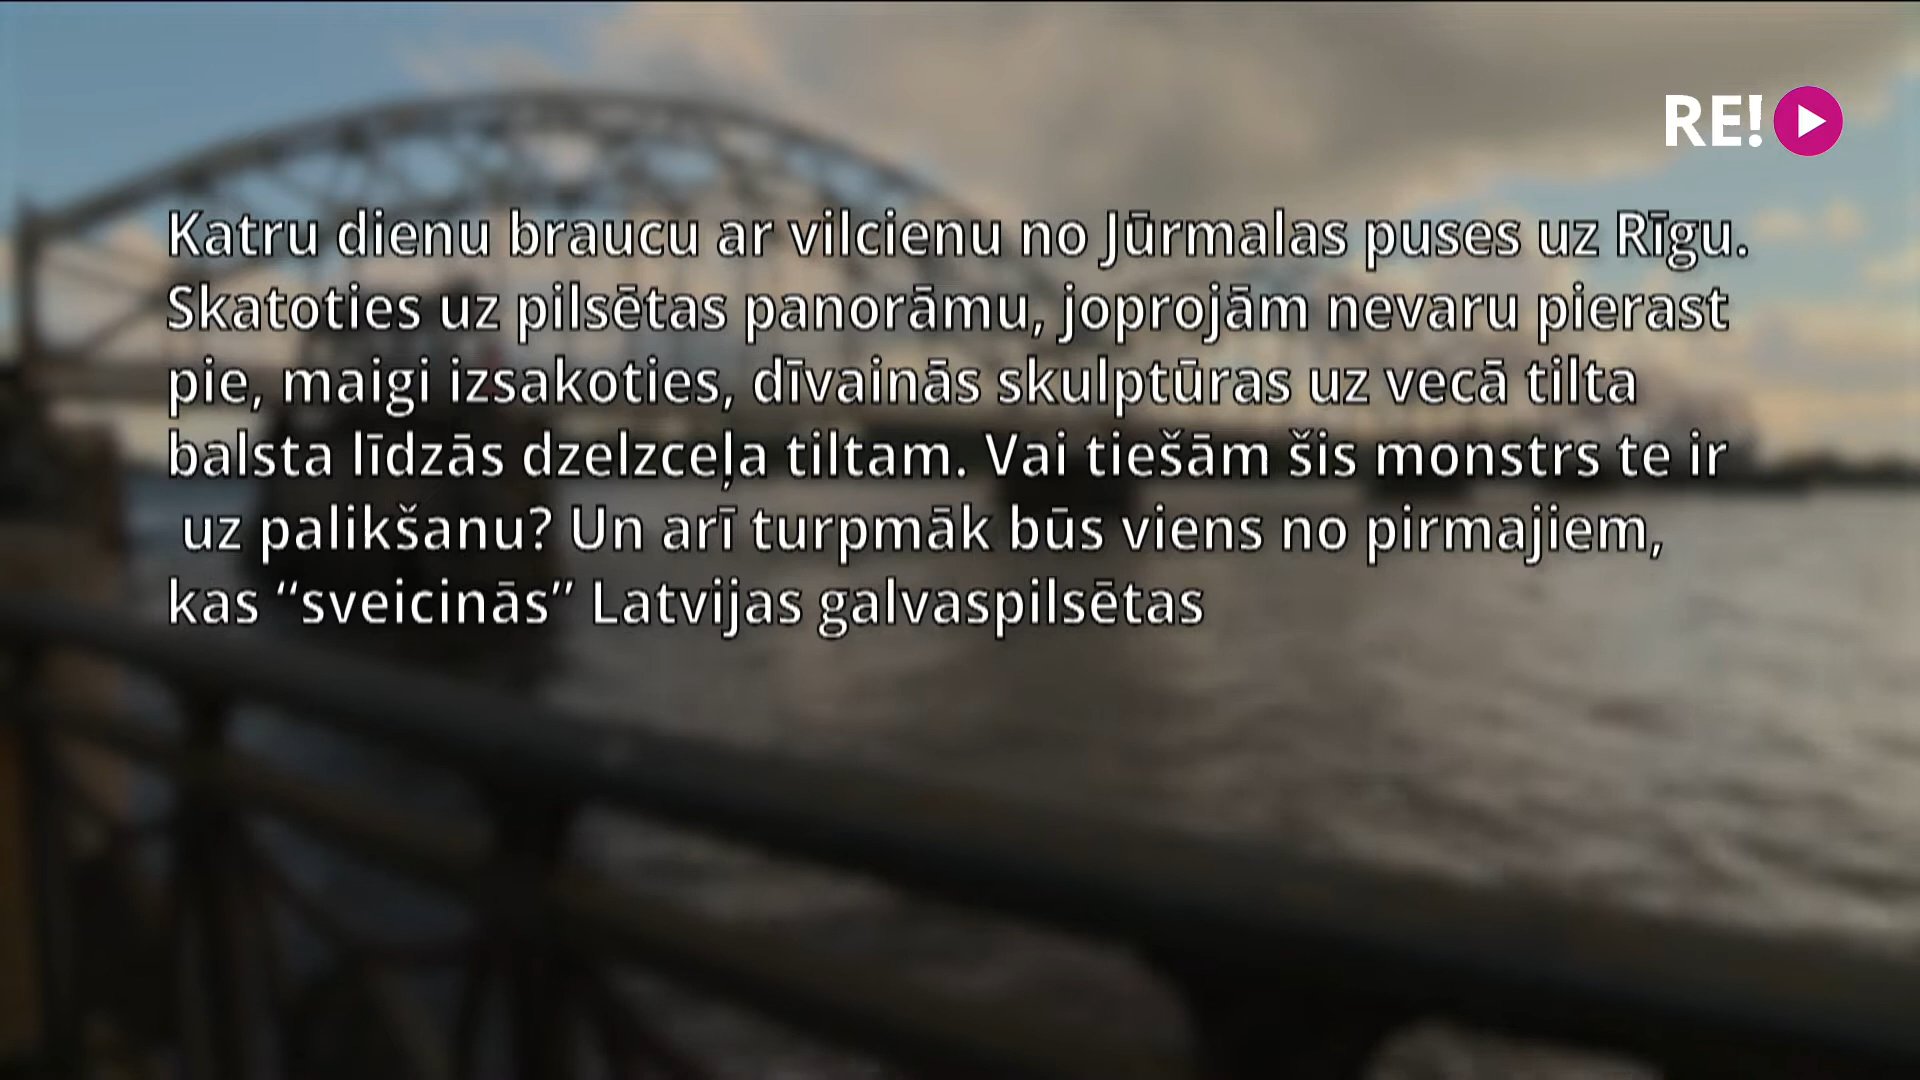 RE!
Katru dienu braucu ar vilcienu no Jūrmalas puses uz Rīgu.
Skatoties uz pilsētas panorāmu, joprojām nevaru pierast
pie, maigi izsakoties, dīvainās skulptūras uz vecā tilta
balsta līdzās dzelzceļa tiltam. Vai tiešām šis monstrs te ir
uz palikšanu? Un arī turpmāk būs viens no pirmajiem,
kas “sveicinās” Latvijas galvaspilsētas